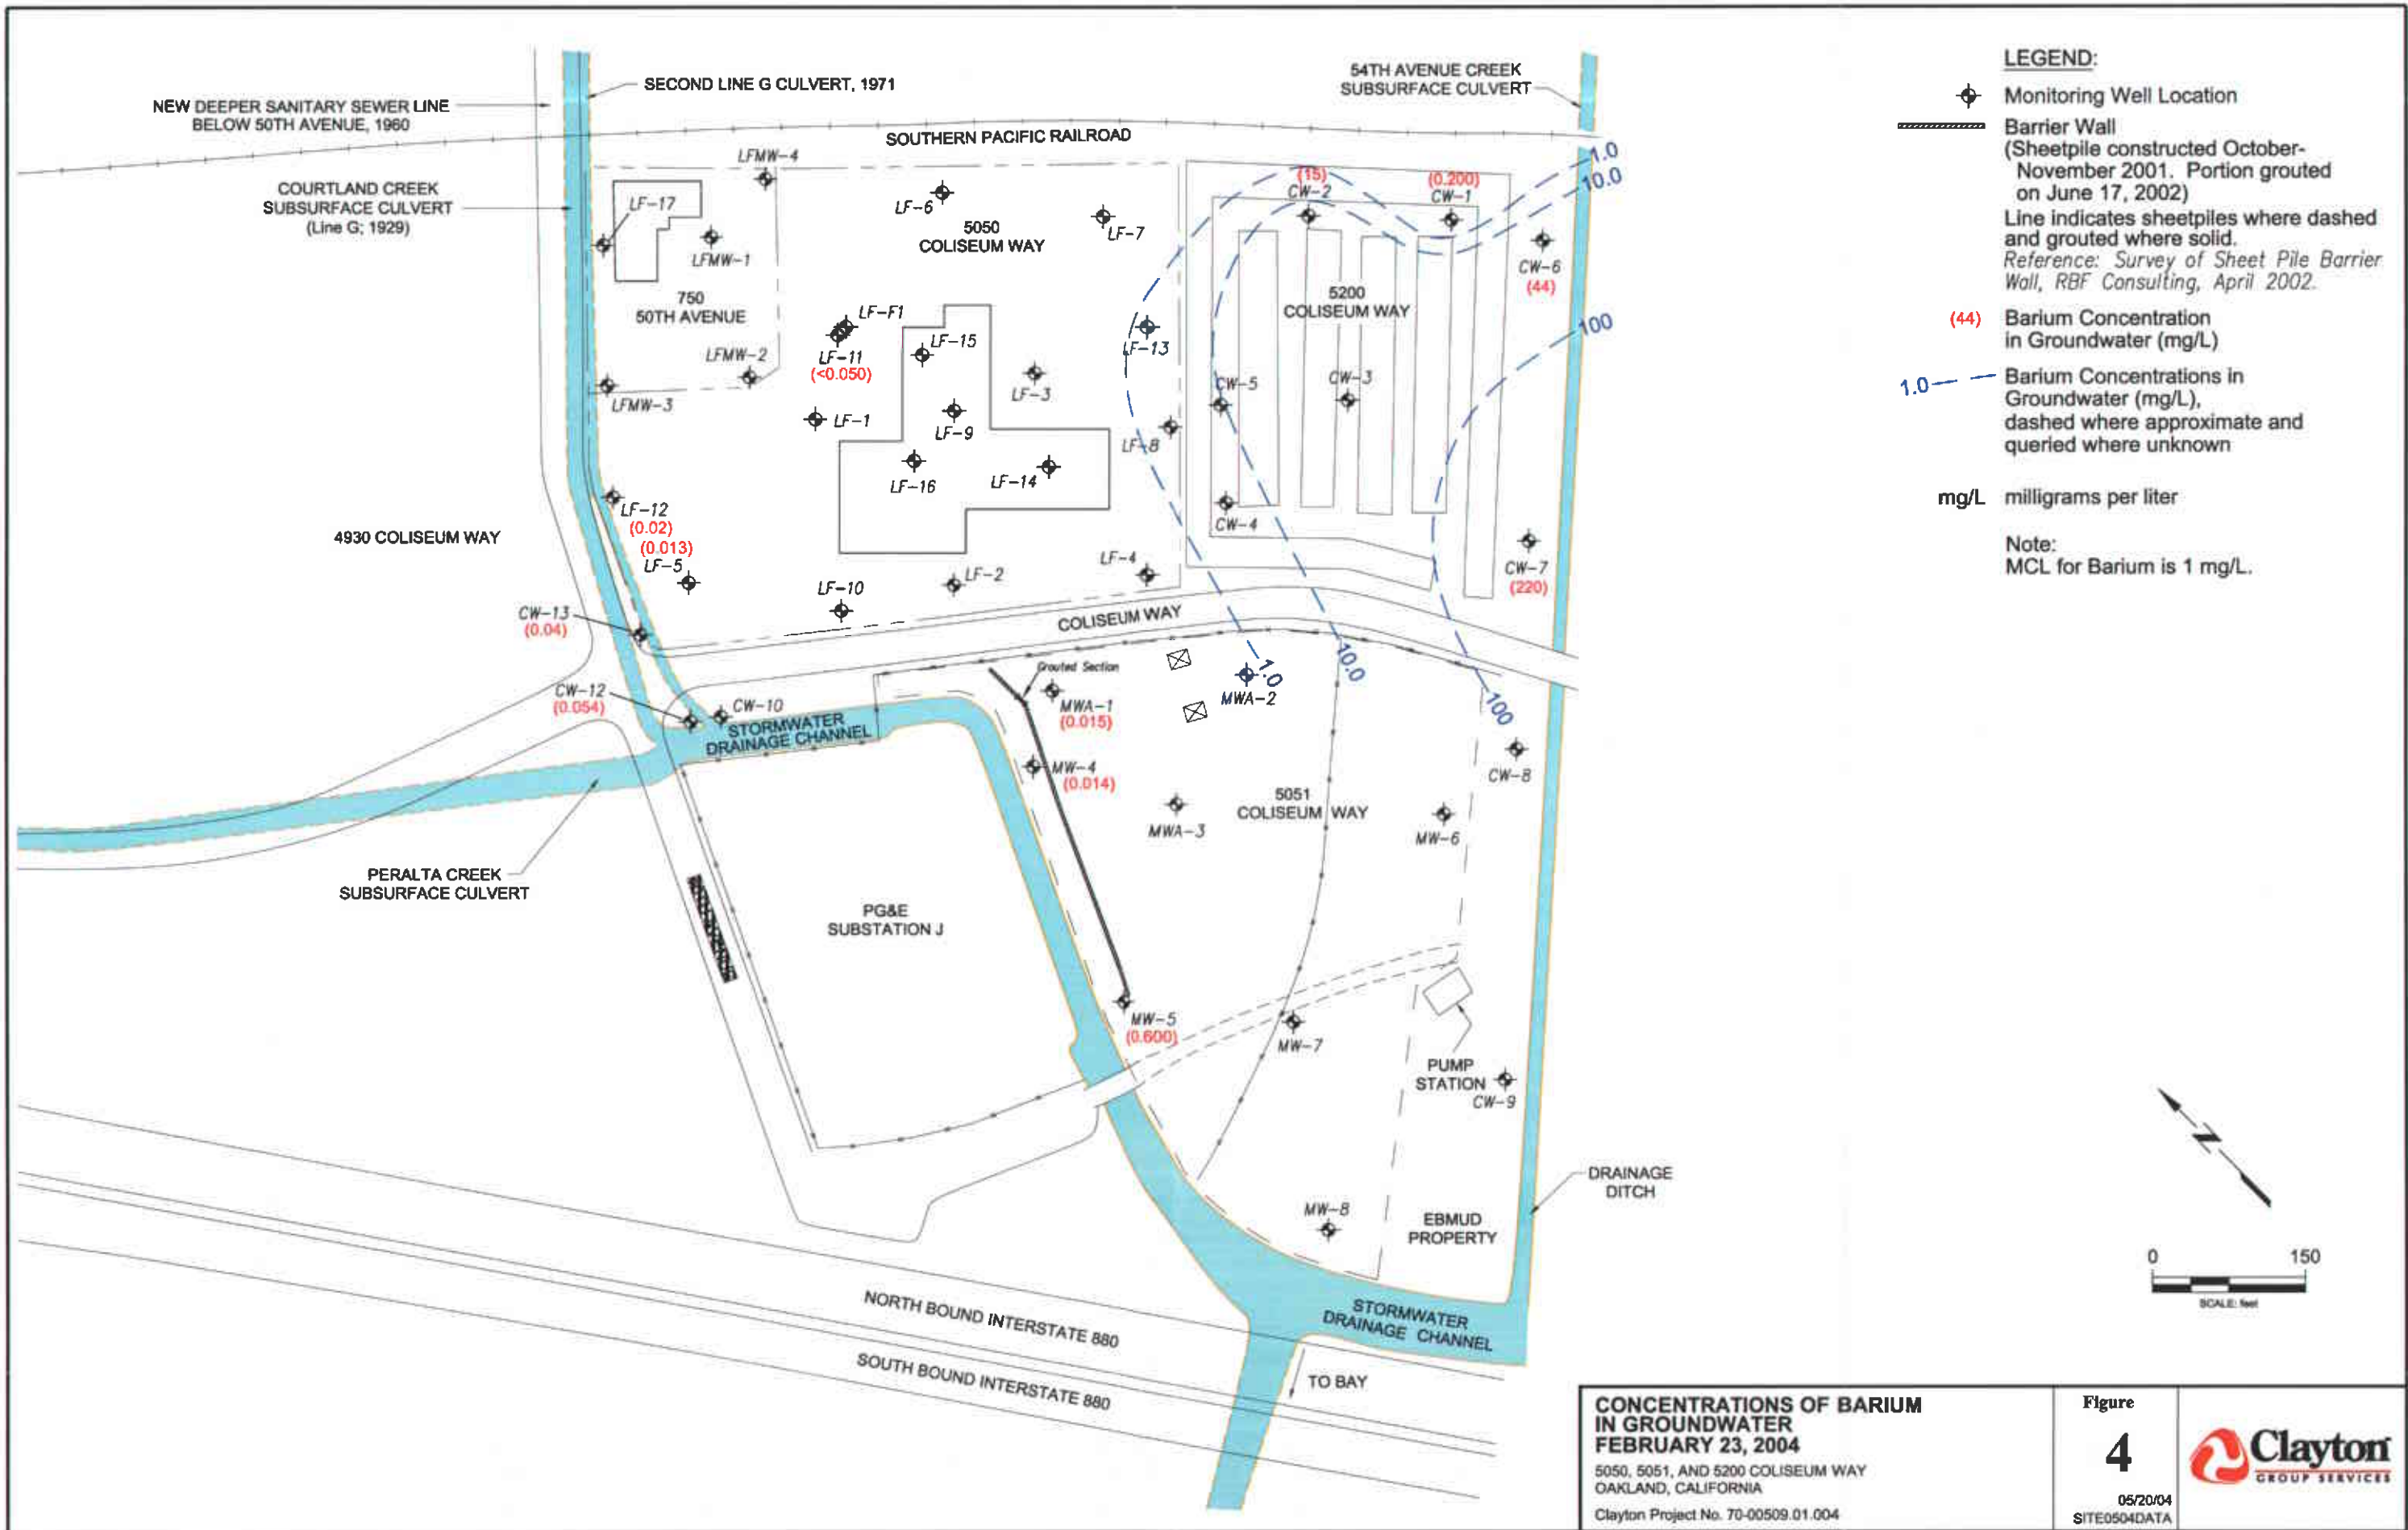 SECOND LINE G CULVERT, 1971
NEW DEEPER SANITARY SEWER LINE
BELOW 50TH AVENUE, 1960
54TH AVENUE CREEK
SUBSURFACE CULVERT
SOUTHERN PACIFIC RAILROAD
COURTLAND CREEK
SUBSURFACE CULVERT
(Line G; 1929)
LFMW-4
LF-17
LFMW-1
750
50TH AVENUE
LFMW-2
LFMW-3
LF-6
5050
COLISEUM WAY
LF-7
LF-F1
LF-11
(<0.050)
LF-15
LF-3
LF-1
LF-9
LF-16
LF-14
LF-13
LF-8
(15)
CW-2
(0.200)
CW-1
1.0
10.0
CW-6
(44)
5200
COLISEUM WAY
100
CW-5
CW-3
CW-4
CW-7
(220)
LF-12
(0.02)
(0.013)
LF-5
4930 COLISEUM WAY
LF-10
LF-2
LF-4
CW-13
(0.04)
COLISEUM WAY
Grouted Section
1.0
10.0
100
CW-12
(0.054)
CW-10
STORMWATER
DRAINAGE CHANNEL
MWA-1
(0.015)
MWA-2
MW-4
(0.014)
MWA-3
5051
COLISEUM WAY
CW-8
MW-6
PERALTA CREEK
SUBSURFACE CULVERT
PG&E
SUBSTATION J
MW-5
(0.600)
MW-7
PUMP
STATION
CW-9
DRAINAGE
DITCH
MW-8
EBMUD
PROPERTY
STORMWATER
DRAINAGE CHANNEL
NORTH BOUND INTERSTATE 880
SOUTH BOUND INTERSTATE 880
TO BAY
LEGEND:
Monitoring Well Location
Barrier Wall
(Sheetpile constructed October-
November 2001. Portion grouted
on June 17, 2002)
Line indicates sheetpiles where dashed
and grouted where solid.
Reference: Survey of Sheet Pile Barrier
Wall, RBF Consulting, April 2002.
(44) Barium Concentration
in Groundwater (mg/L)
1.0 Barium Concentrations in
Groundwater (mg/L),
dashed where approximate and
queried where unknown
mg/L milligrams per liter
Note:
MCL for Barium is 1 mg/L.
N
0 150
SCALE: feet
CONCENTRATIONS OF BARIUM
IN GROUNDWATER
FEBRUARY 23, 2004
5050, 5051, AND 5200 COLISEUM WAY
OAKLAND, CALIFORNIA
Clayton Project No. 70-00509.01.004
Figure
4
05/20/04
SITE0504DATA
Clayton
GROUP SERVICES